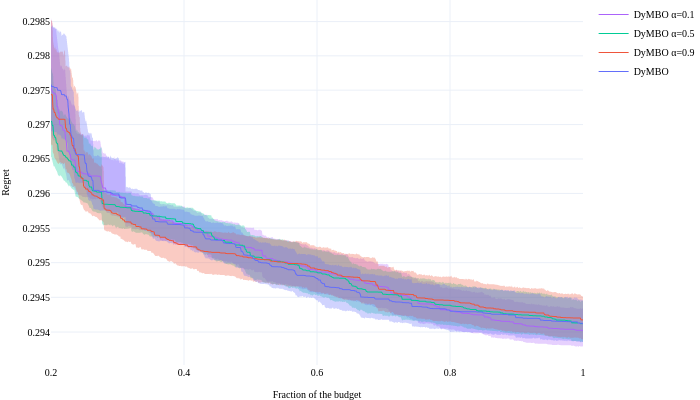 0.2985
0.298
0.2975
0.297
0.2965
0.296
0.2955
0.295
0.2945
0.294
Regret
0.2
0.4
0.6
0.8
1
Fraction of the budget
DyMBO α=0.1
DyMBO α=0.5
DyMBO α=0.9
DyMBO